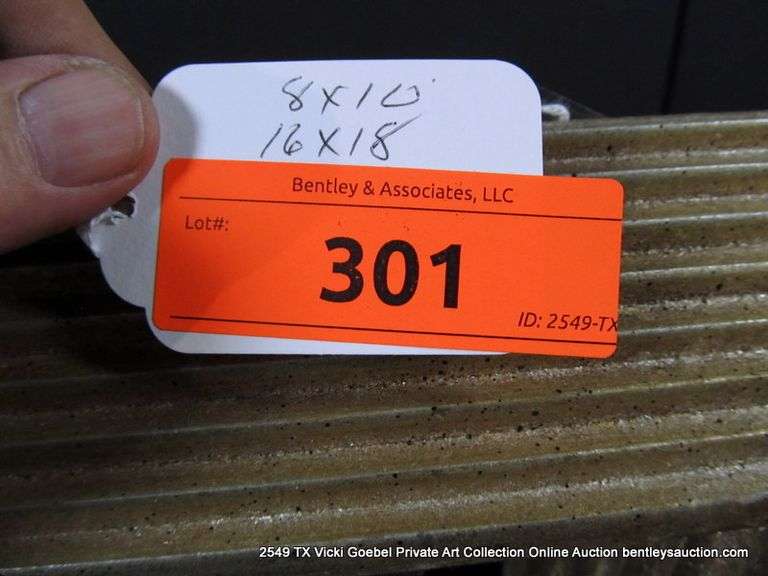 8x10
16x18
Bentley & Associates, LLC
Lot#:
301
ID: 2549-TX
2549 TX Vicki Goebel Private Art Collection Online Auction bentleysauction.com